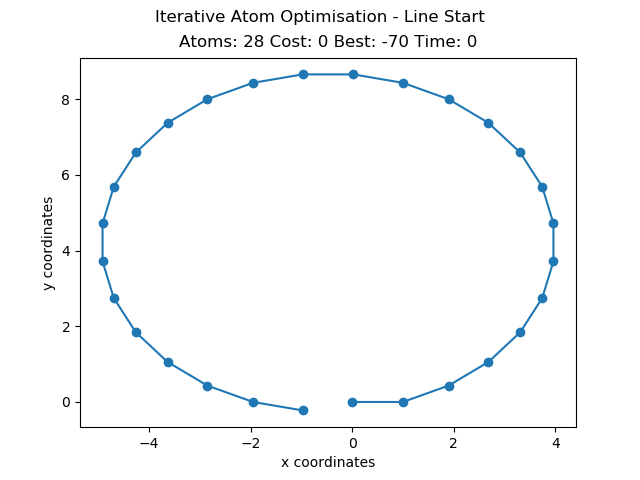 Iterative Atom Optimisation - Line Start
Atoms: 28 Cost: 0 Best: -70 Time: 0
8
6
4
2
0
y coordinates
−4 −2 0 2 4
x coordinates